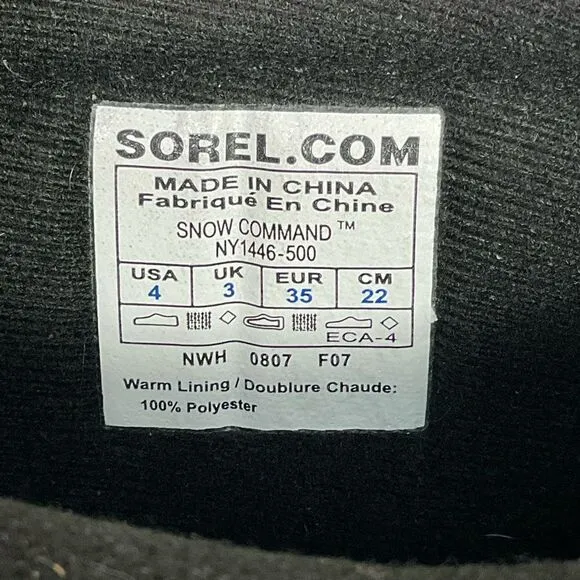 SOREL.COM
MADE IN CHINA
Fabriqué En Chine
SNOW COMMAND ™
NY1446-500
USA UK EUR CM
4 3 35 22
ECA-4
NWH 0807 F07
Warm Lining / Doublure Chaude:
100% Polyester